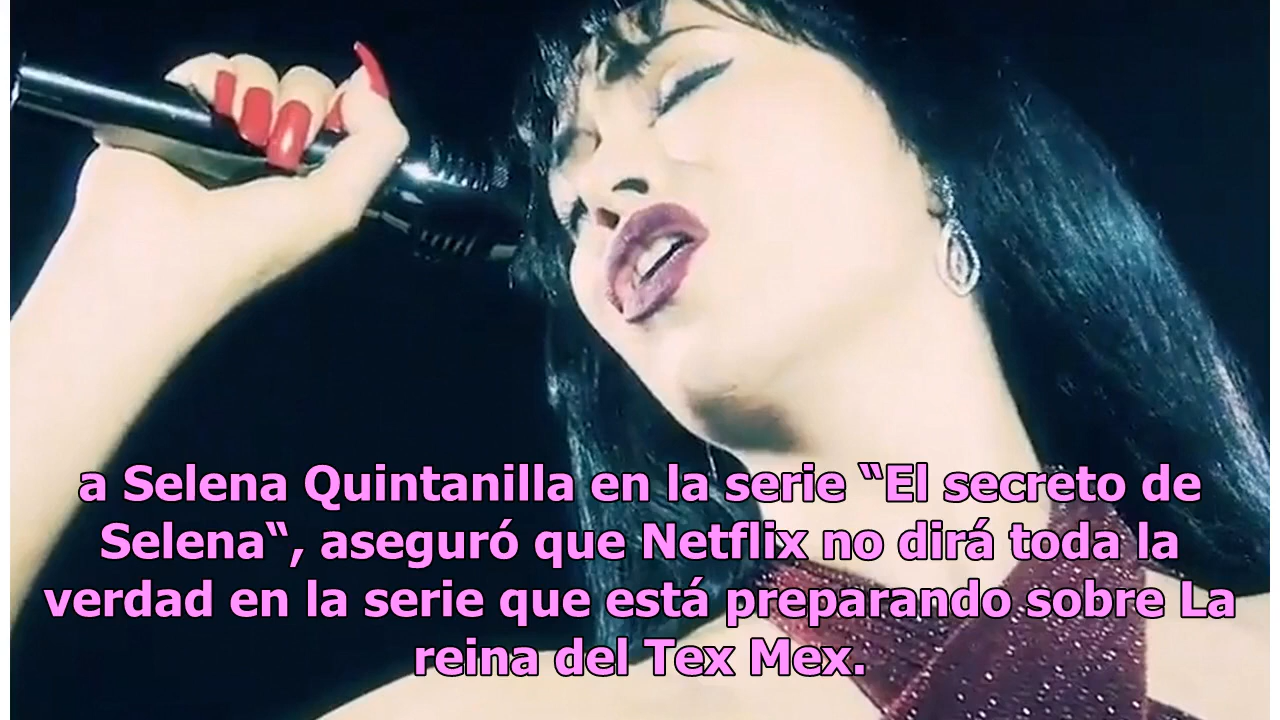 a Selena Quintanilla en la serie “El secreto de
Selena“, aseguró que Netflix no dirá toda la
verdad en la serie que está preparando sobre La
reina del Tex Mex.